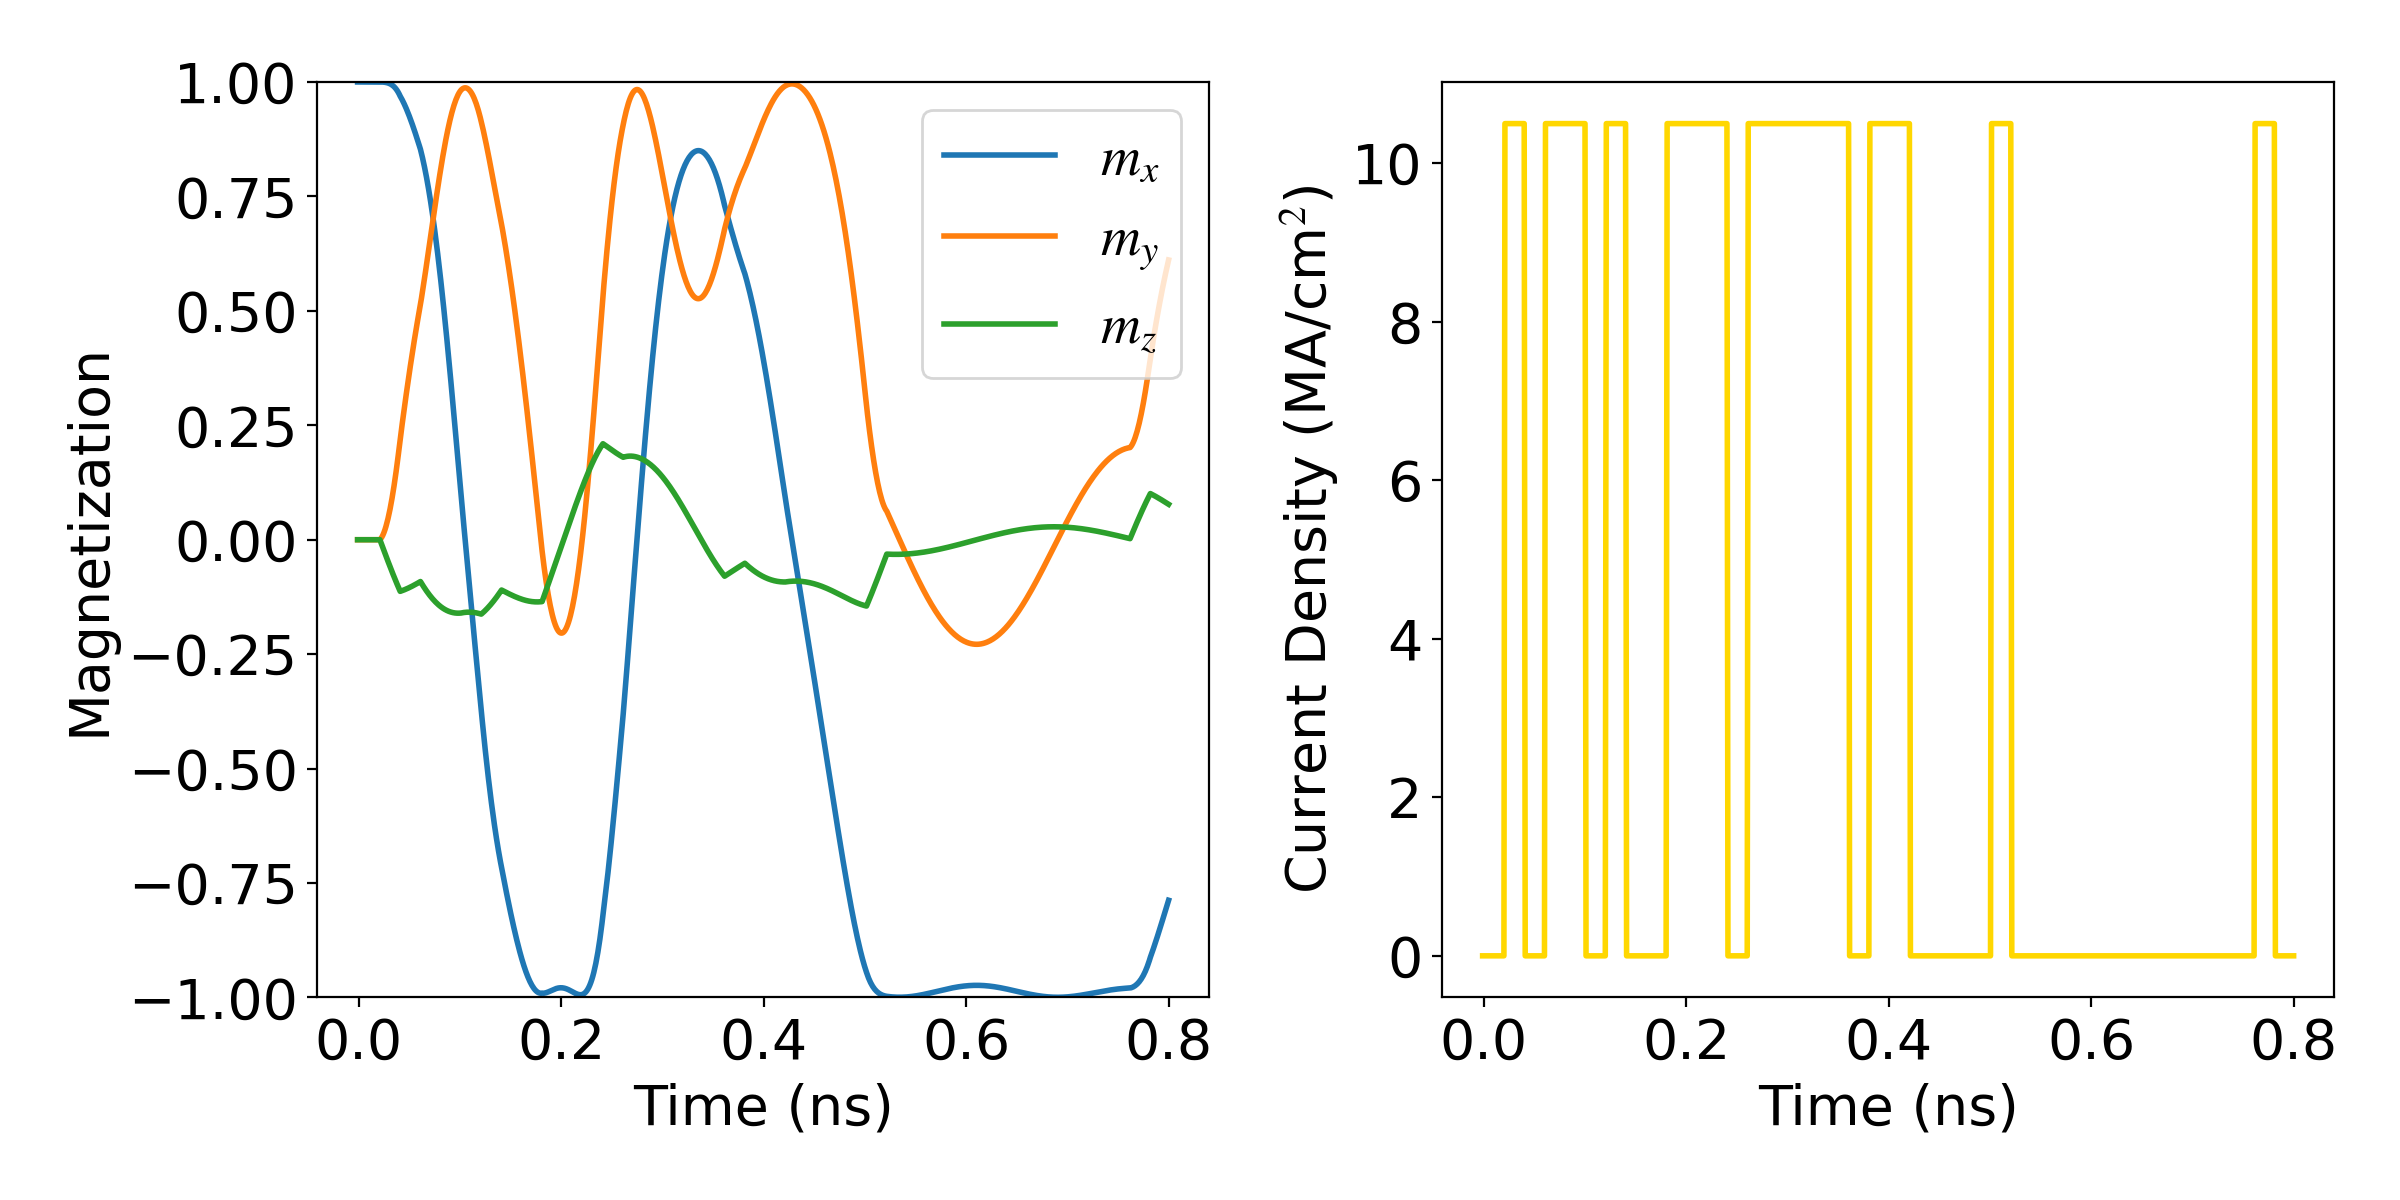 Magnetization
1.00
0.75
0.50
0.25
0.00
−0.25
−0.50
−0.75
−1.00
0.0 0.2 0.4 0.6 0.8
Time (ns)
m_x
m_y
m_z
Current Density (MA/cm²)
10
8
6
4
2
0
0.0 0.2 0.4 0.6 0.8
Time (ns)